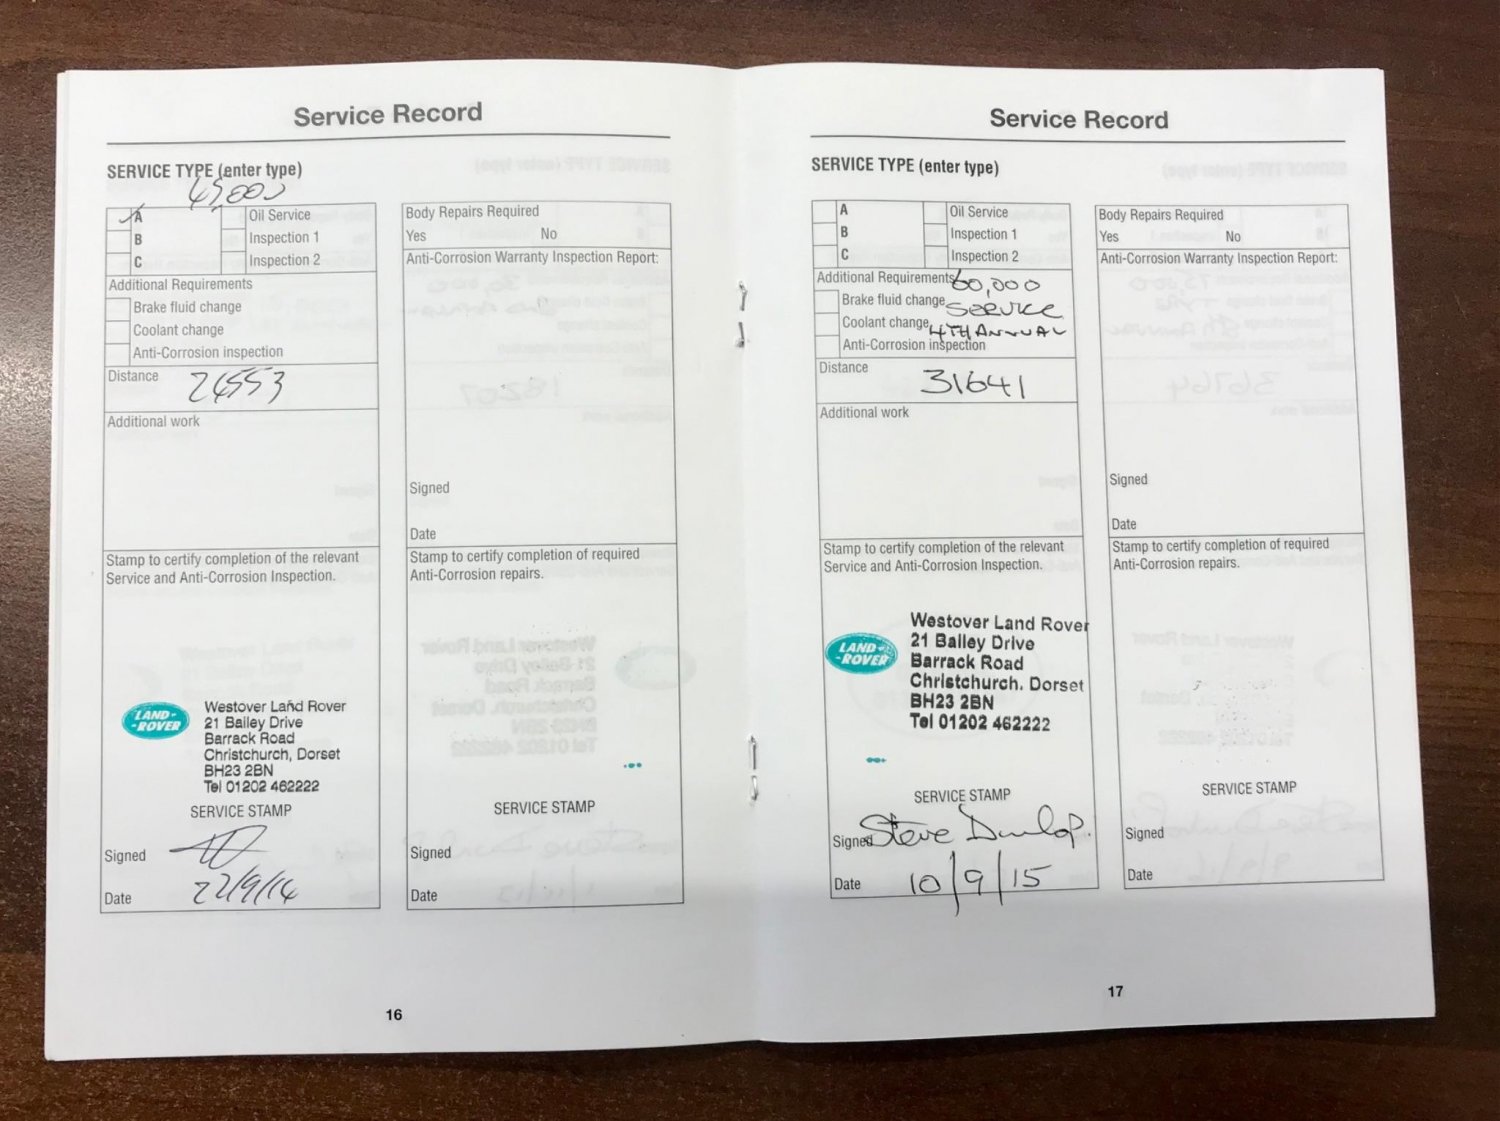 Service Record
SERVICE TYPE (enter type)
45000
A
Oil Service
B
Inspection 1
C
Inspection 2
Additional Requirements
Brake fluid change
Coolant change
Anti-Corrosion inspection
Distance 26553
Additional work
Stamp to certify completion of the relevant
Service and Anti-Corrosion Inspection.
LAND-
-ROVER
Westover Land Rover
21 Bailey Drive
Barrack Road
Christchurch, Dorset
BH23 2BN
Tel 01202 462222
SERVICE STAMP
Signed
Date 22/9/14
Body Repairs Required
Yes No
Anti-Corrosion Warranty Inspection Report:
Signed
Date
Stamp to certify completion of required
Anti-Corrosion repairs.
SERVICE STAMP
Signed
Date
16
Service Record
SERVICE TYPE (enter type)
A
Oil Service
B
Inspection 1
C
Inspection 2
Additional Requirements 60,000
Brake fluid change SERVICE
Coolant change 4TH ANNUAL
Anti-Corrosion inspection
Distance 31641
Additional work
Stamp to certify completion of the relevant
Service and Anti-Corrosion Inspection.
LAND-
-ROVER
Westover Land Rover
21 Bailey Drive
Barrack Road
Christchurch. Dorset
BH23 2BN
Tel 01202 462222
SERVICE STAMP
Signed Steve Dunlop.
Date 10/9/15
Body Repairs Required
Yes No
Anti-Corrosion Warranty Inspection Report:
Signed
Date
Stamp to certify completion of required
Anti-Corrosion repairs.
SERVICE STAMP
Signed
Date
17